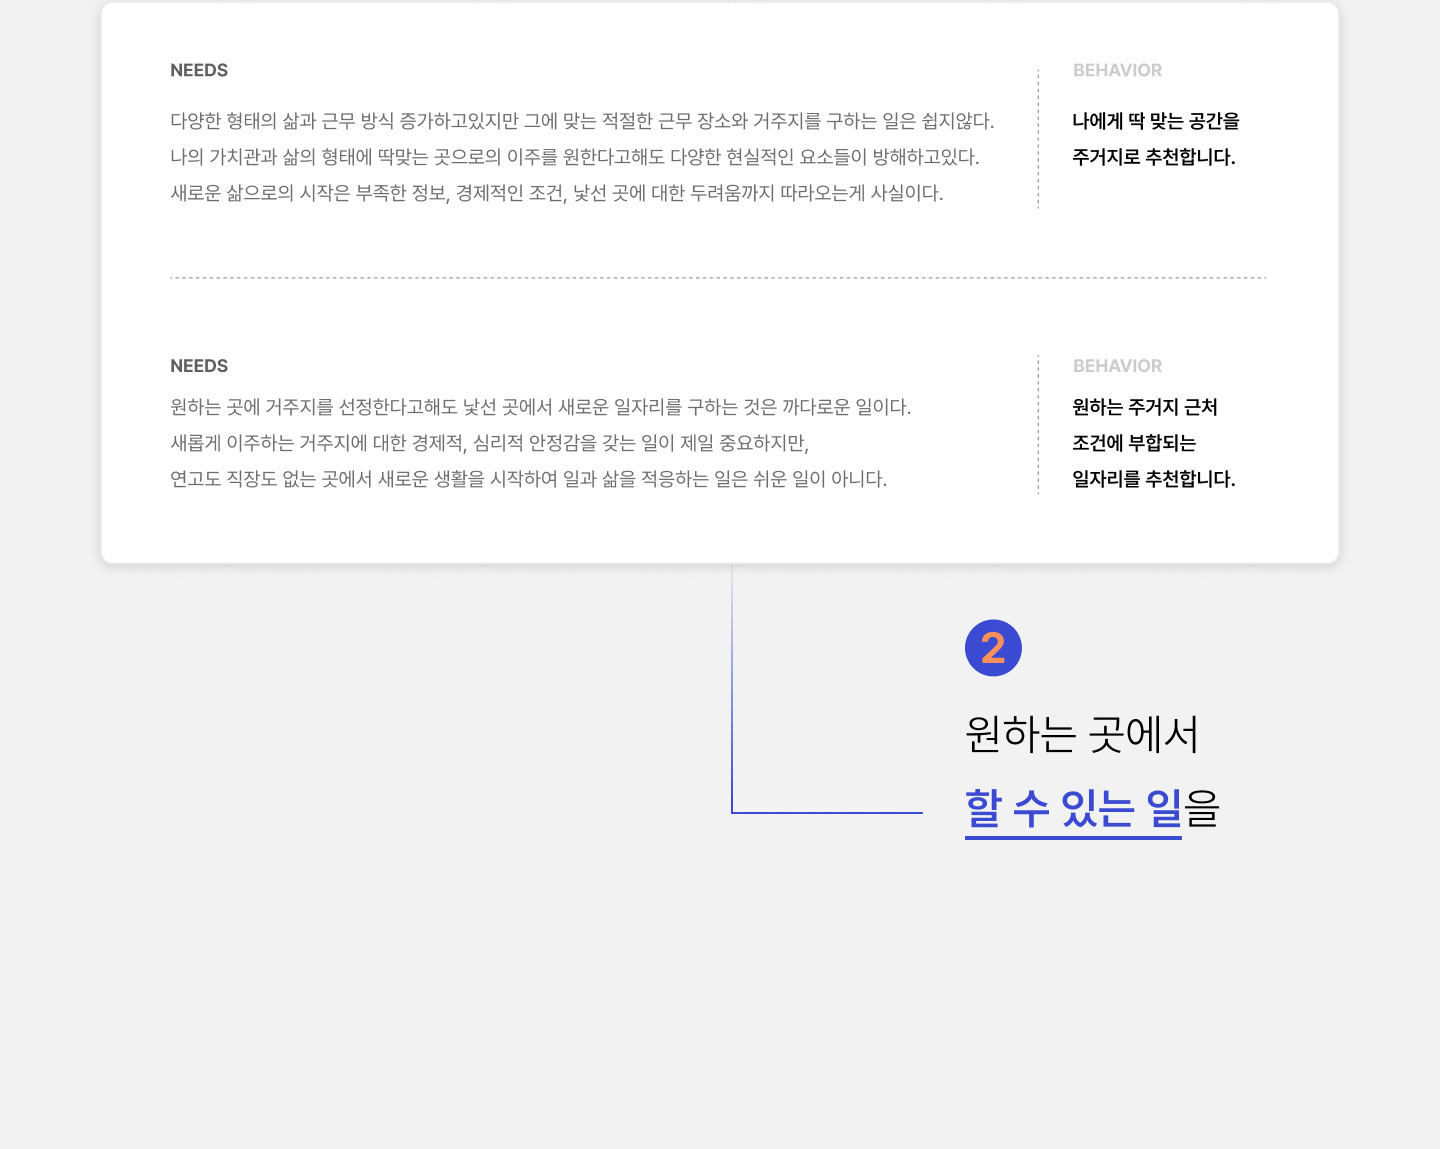 NEEDS
다양한 형태의 삶과 근무 방식 증가하고있지만 그에 맞는 적절한 근무 장소와 거주지를 구하는 일은 쉽지않다.
나의 가치관과 삶의 형태에 딱맞는 곳으로의 이주를 원한다고해도 다양한 현실적인 요소들이 방해하고있다.
새로운 삶으로의 시작은 부족한 정보, 경제적인 조건, 낯선 곳에 대한 두려움까지 따라오는게 사실이다.
BEHAVIOR
나에게 딱 맞는 공간을
주거지로 추천합니다.
NEEDS
원하는 곳에 거주지를 선정한다고해도 낯선 곳에서 새로운 일자리를 구하는 것은 까다로운 일이다.
새롭게 이주하는 거주지에 대한 경제적, 심리적 안정감을 갖는 일이 제일 중요하지만,
연고도 직장도 없는 곳에서 새로운 생활을 시작하여 일과 삶을 적응하는 일은 쉬운 일이 아니다.
BEHAVIOR
원하는 주거지 근처
조건에 부합되는
일자리를 추천합니다.
2
원하는 곳에서
할 수 있는 일을